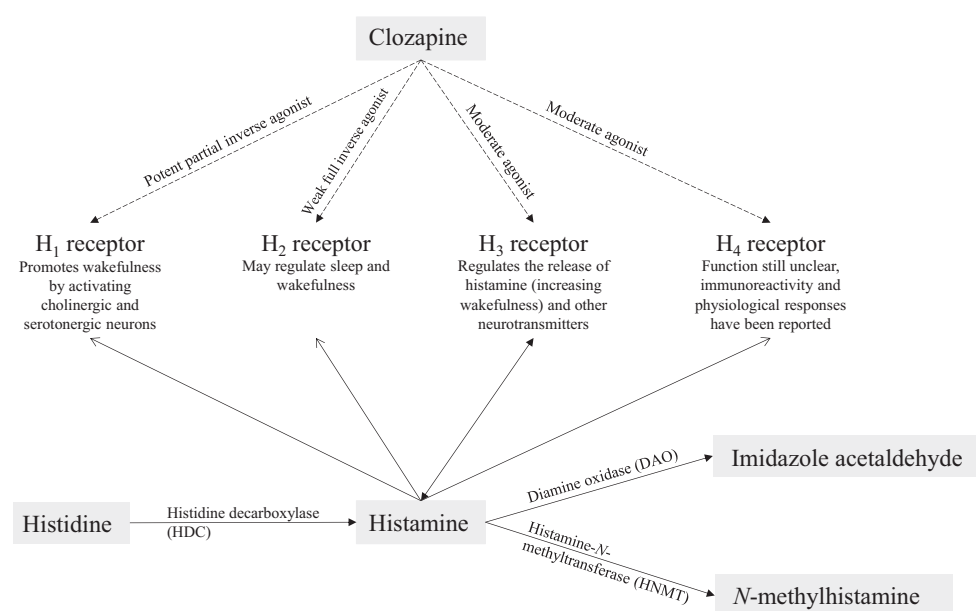 Clozapine
Potent partial inverse agonist
Weak full inverse agonist
Moderate agonist
Moderate agonist
H₁ receptor
Promotes wakefulness
by activating
cholinergic and
serotonergic neurons
H₂ receptor
May regulate sleep and
wakefulness
H₃ receptor
Regulates the release of
histamine (increasing
wakefulness) and other
neurotransmitters
H₄ receptor
Function still unclear,
immunoreactivity and
physiological responses
have been reported
Histidine
Histidine decarboxylase
(HDC)
Histamine
Diamine oxidase (DAO)
Imidazole acetaldehyde
Histamine-N-
methyltransferase (HNMT)
N-methylhistamine